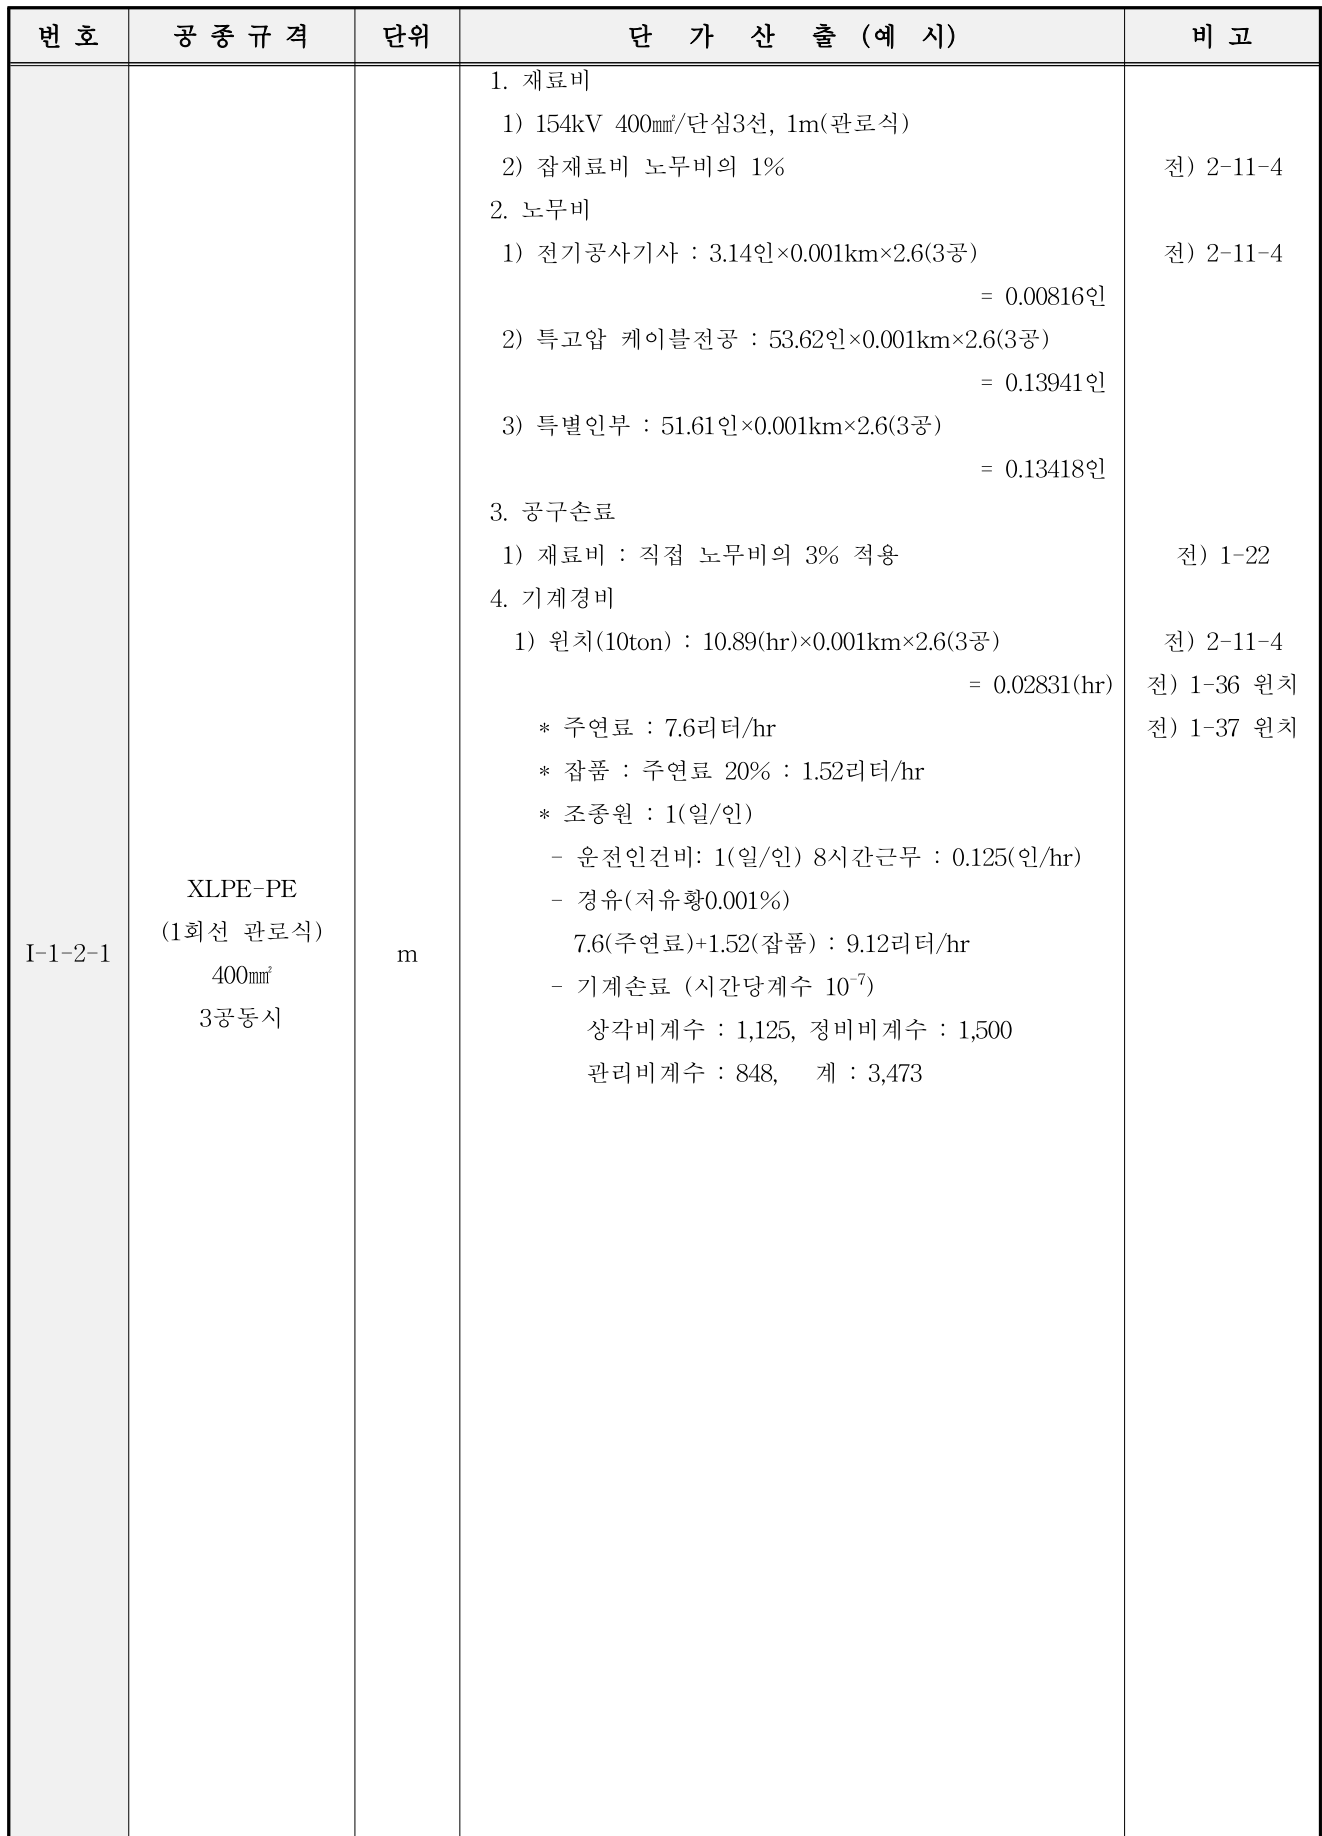 번 호 공 종 규 격 단위 단 가 산 출 (예 시) 비 고
1. 재료비
1) 154kV 400㎟/단심3선, 1m(관로식)
2) 잡재료비 노무비의 1% 전) 2-11-4
2. 노무비
1) 전기공사기사 : 3.14인×0.001km×2.6(3공) 전) 2-11-4
= 0.00816인
2) 특고압 케이블전공 : 53.62인×0.001km×2.6(3공)
= 0.13941인
3) 특별인부 : 51.61인×0.001km×2.6(3공)
= 0.13418인
3. 공구손료
1) 재료비 : 직접 노무비의 3% 적용 전) 1-22
4. 기계경비
1) 윈치(10ton) : 10.89(hr)×0.001km×2.6(3공) 전) 2-11-4
= 0.02831(hr) 전) 1-36 윈치
* 주연료 : 7.6리터/hr 전) 1-37 윈치
* 잡품 : 주연료 20% : 1.52리터/hr
* 조종원 : 1(일/인)
- 운전인건비: 1(일/인) 8시간근무 : 0.125(인/hr)
- 경유(저유황0.001%)
7.6(주연료)+1.52(잡품) : 9.12리터/hr
- 기계손료 (시간당계수 10⁻⁷)
상각비계수 : 1,125, 정비비계수 : 1,500
관리비계수 : 848, 계 : 3,473
I-1-2-1
XLPE-PE
(1회선 관로식)
400㎟
3공동시
m